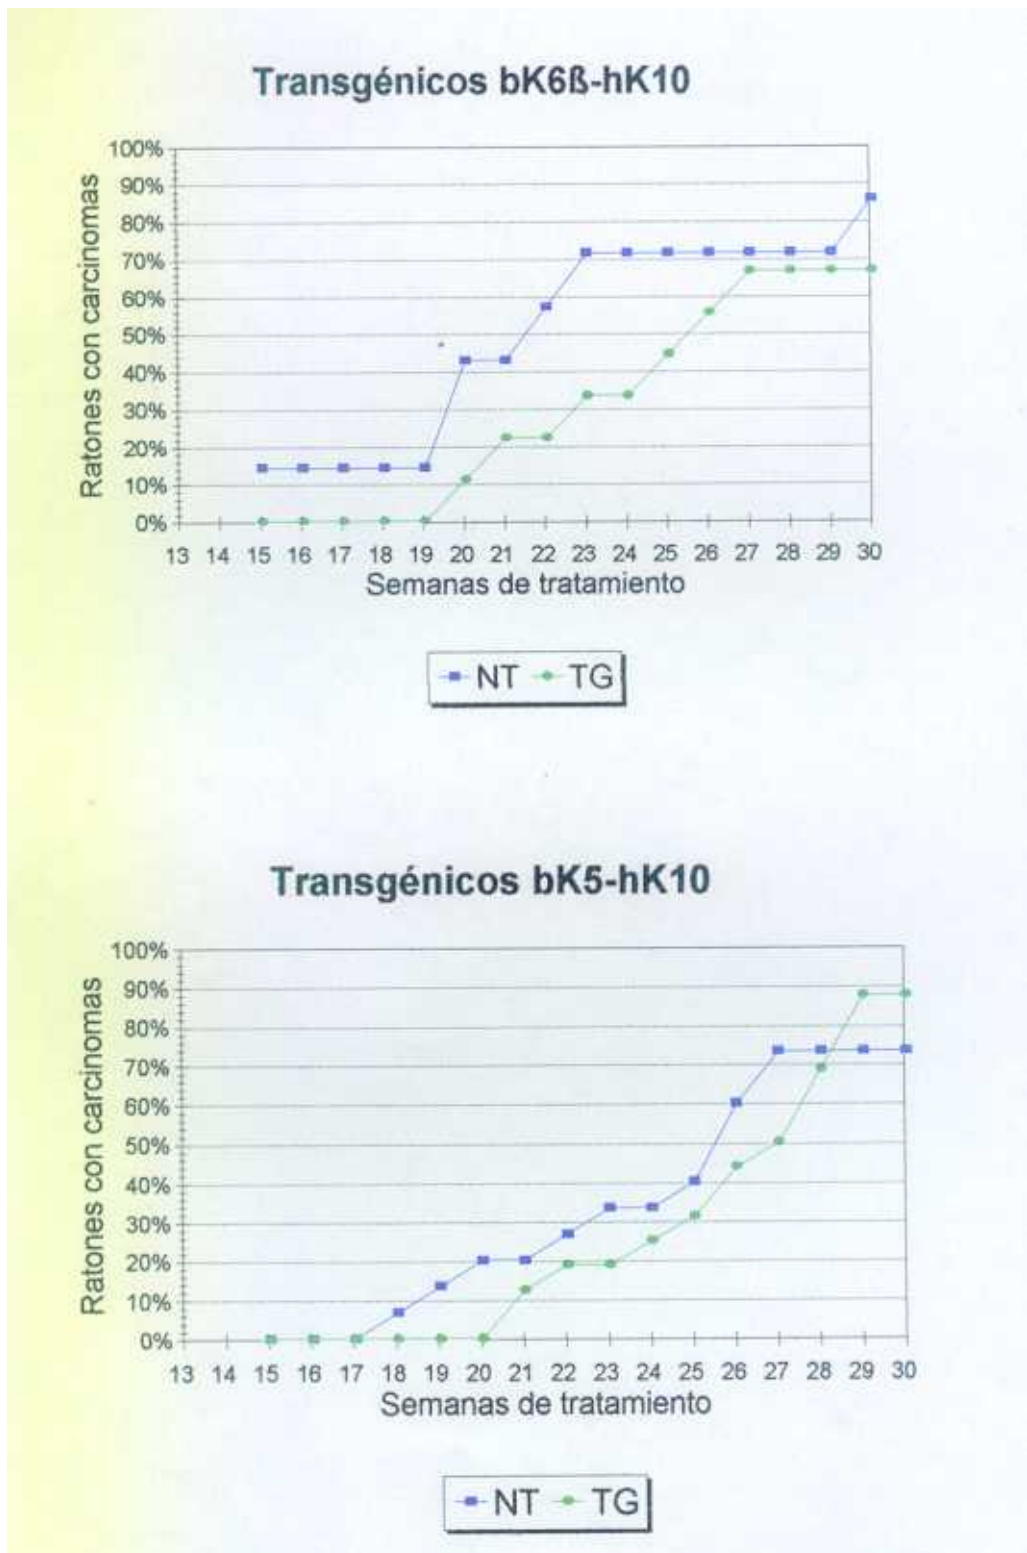 Transgénicos bK6ß-hK10
100%
90%
80%
70%
60%
50%
40%
30%
20%
10%
0%
Ratones con carcinomas
13 14 15 16 17 18 19 20 21 22 23 24 25 26 27 28 29 30
Semanas de tratamiento
NT TG
Transgénicos bK5-hK10
100%
90%
80%
70%
60%
50%
40%
30%
20%
10%
0%
Ratones con carcinomas
13 14 15 16 17 18 19 20 21 22 23 24 25 26 27 28 29 30
Semanas de tratamiento
NT TG